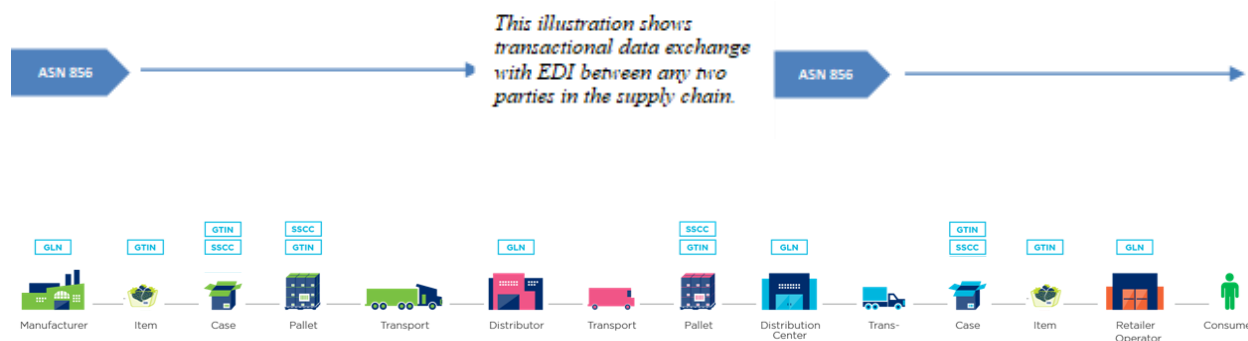 This illustration shows
transactional data exchange
with EDI between any two
parties in the supply chain.
ASN 856
ASN 856
GTIN
SSCC
SSCC
GTIN
GLN
GTIN
SSCC
GTIN
GLN
GTIN
GLN
SSCC
GTIN
GLN
Manufacturer
Item
Case
Pallet
Transport
Distributor
Transport
Pallet
Distribution
Center
Trans-
Case
Item
Retailer
Operator
Consume